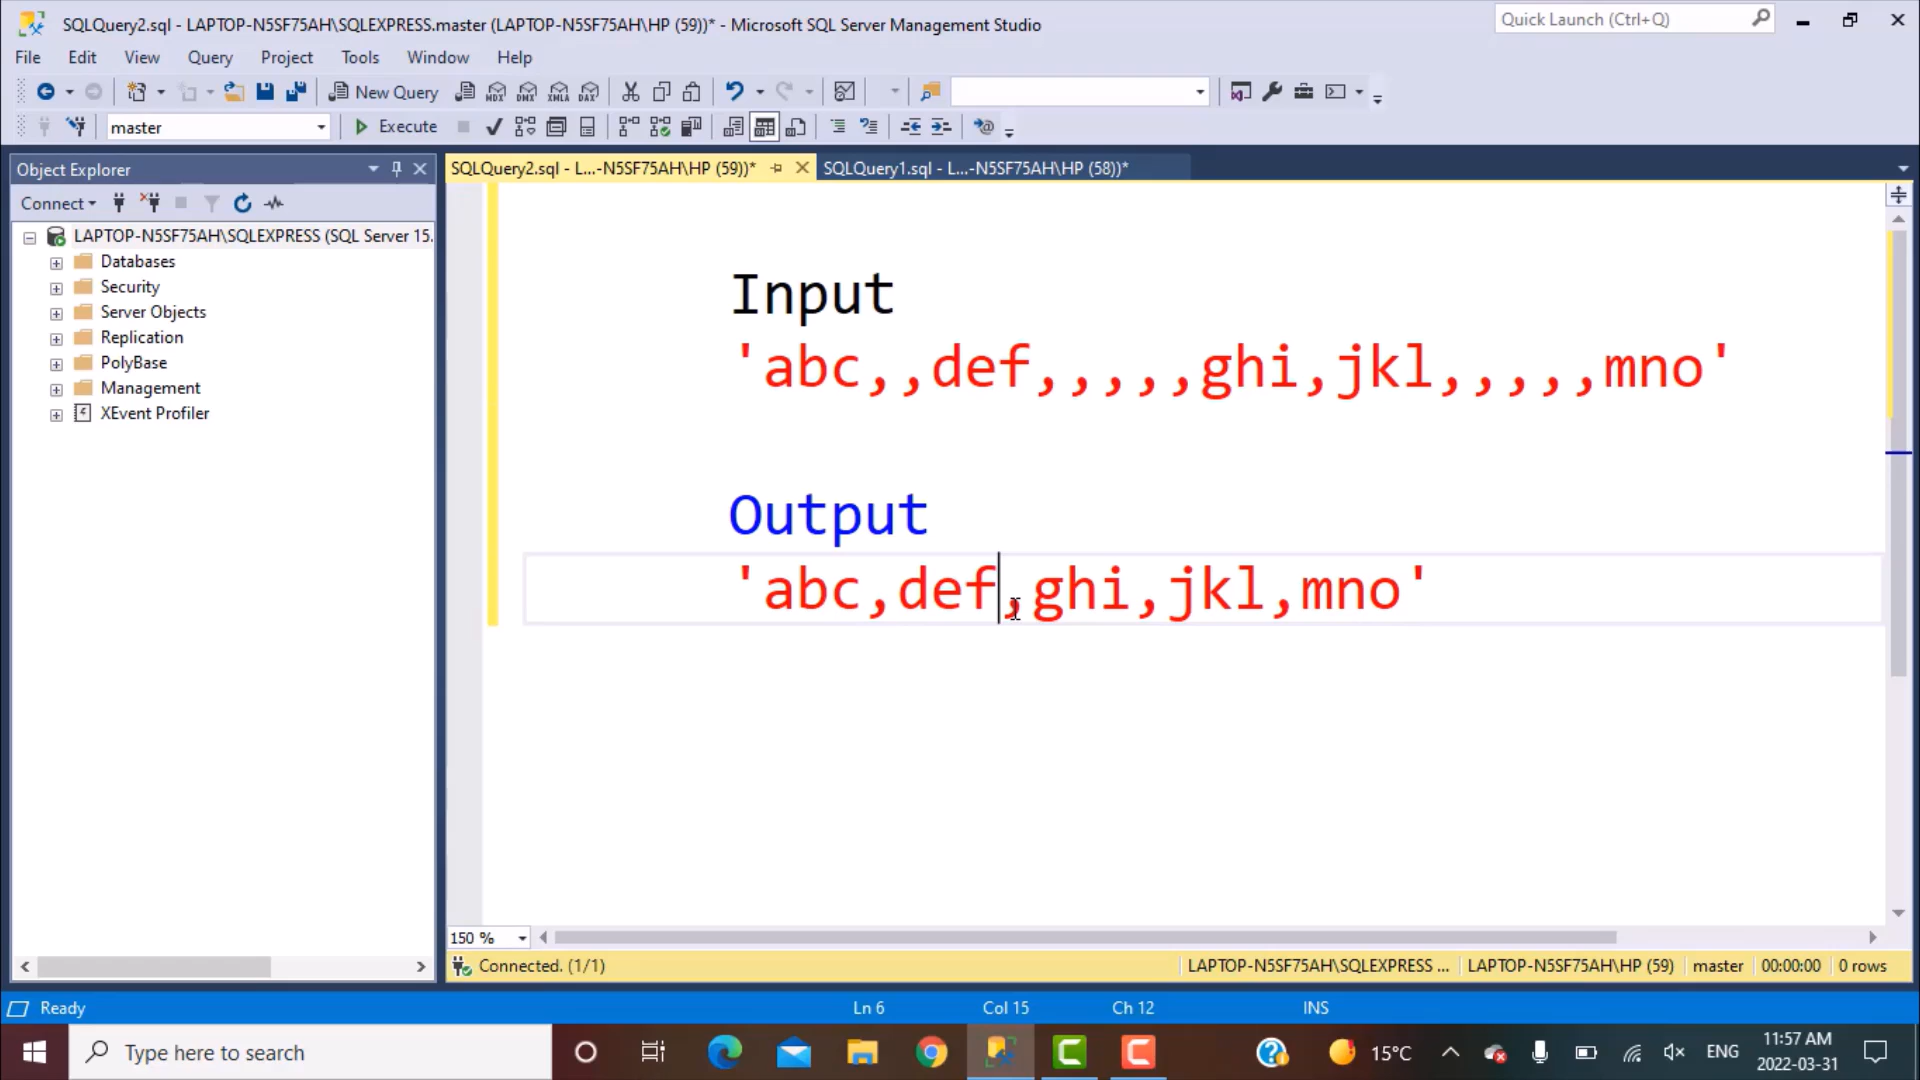 SQLQuery2.sql - LAPTOP-N5SF75AH\SQLEXPRESS.master (LAPTOP-N5SF75AH\HP (59))* - Microsoft SQL Server Management Studio
Quick Launch (Ctrl+Q)
File Edit View Query Project Tools Window Help
New Query MDX DMX XMLA DAX
master Execute
Object Explorer
SQLQuery2.sql - L...-N5SF75AH\HP (59))* SQLQuery1.sql - L...-N5SF75AH\HP (58))*
Connect
LAPTOP-N5SF75AH\SQLEXPRESS (SQL Server 15.
Databases
Security
Server Objects
Replication
PolyBase
Management
XEvent Profiler
Input
'abc,,def,,,,,ghi,jkl,,,,,mno'
Output
'abc,def,ghi,jkl,mno'
150 %
Connected. (1/1) LAPTOP-N5SF75AH\SQLEXPRESS ... LAPTOP-N5SF75AH\HP (59) master 00:00:00 0 rows
Ready Ln 6 Col 15 Ch 12 INS
Type here to search
15°C ENG
11:57 AM
2022-03-31